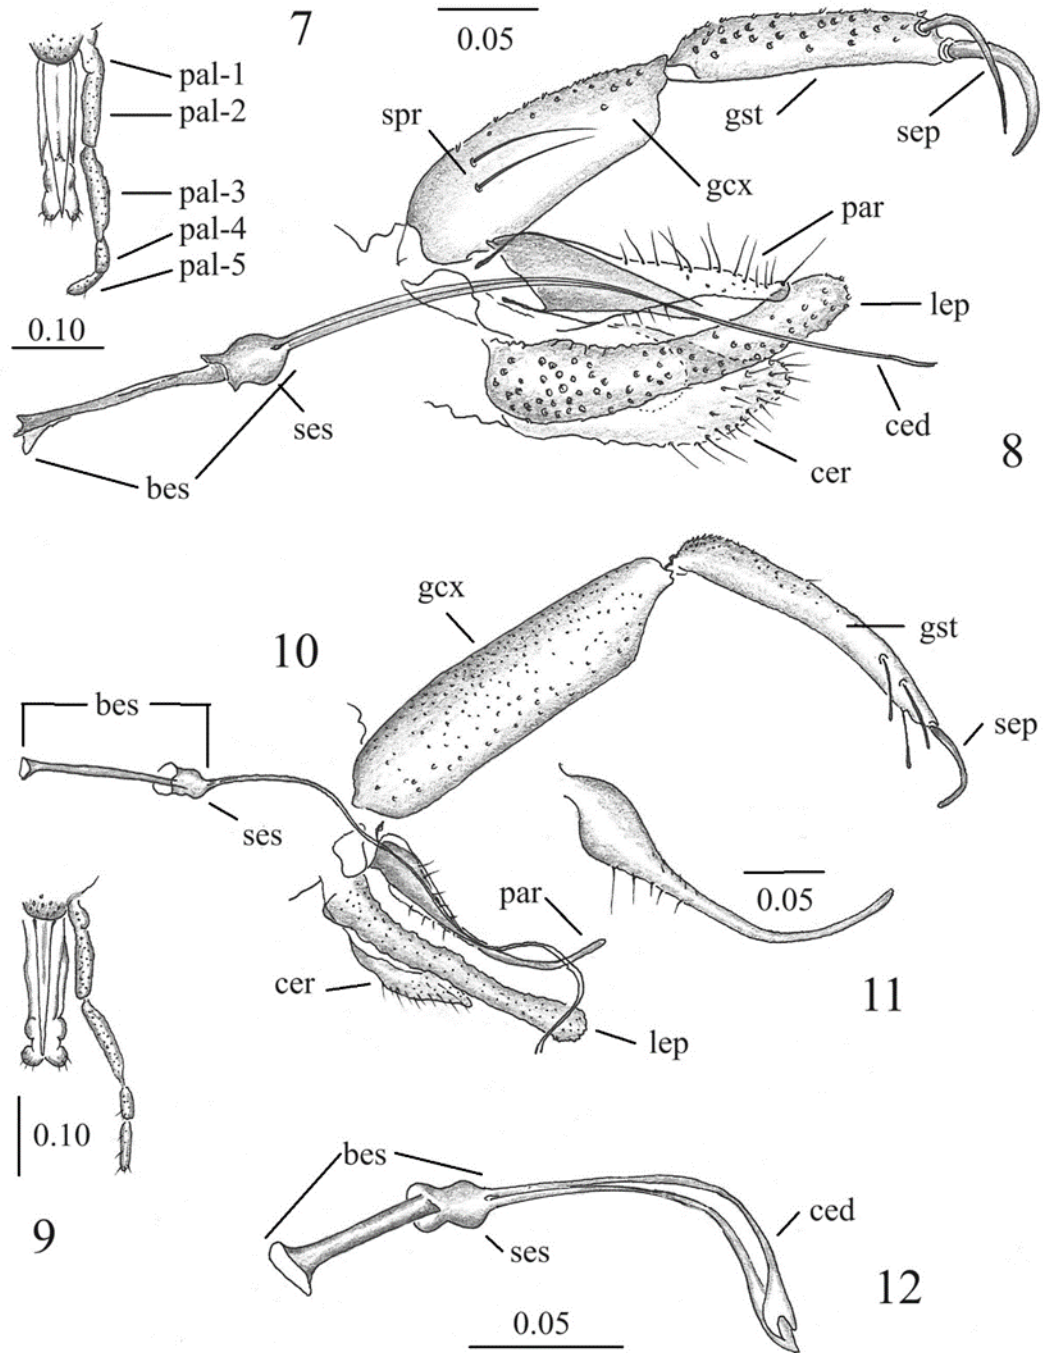 7
pal-1
pal-2
pal-3
pal-4
pal-5
0.10
0.05
spr
gst
sep
gcx
par
lep
ses
ced
bes
cer
8
gcx
10
gst
bes
sep
ses
par
0.05
cer
lep
11
0.10
9
bes
ced
ses
12
0.05